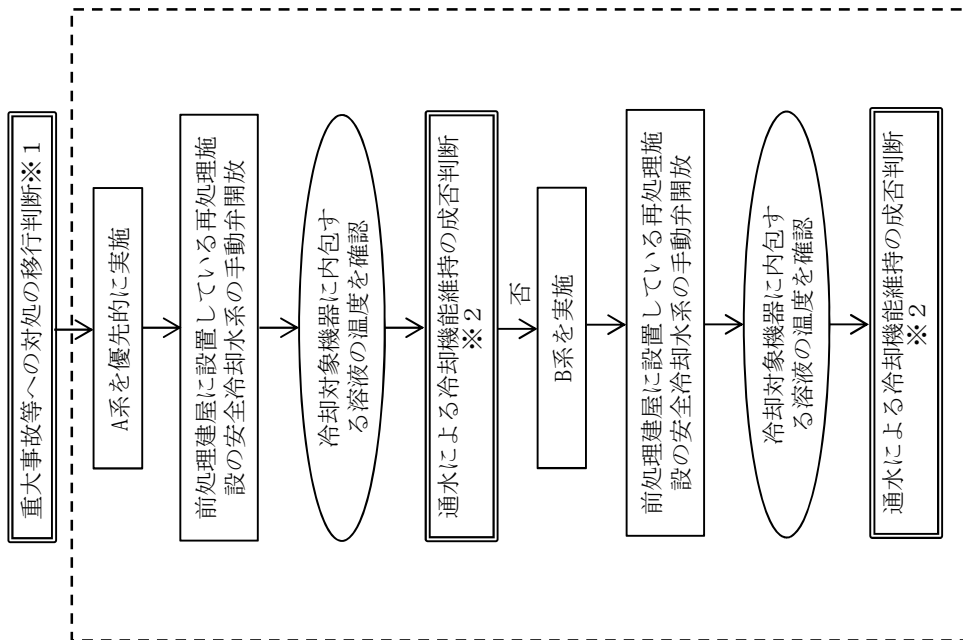 重大事故等への対処の移行判断※1
A系を優先的に実施
前処理建屋に設置している再処理施
設の安全冷却水系の手動弁開放
冷却対象機器に内包す
る溶液の温度を確認
通水による冷却機能維持の成否判断
※2
否
B系を実施
前処理建屋に設置している再処理施
設の安全冷却水系の手動弁開放
冷却対象機器に内包す
る溶液の温度を確認
通水による冷却機能維持の成否判断
※2